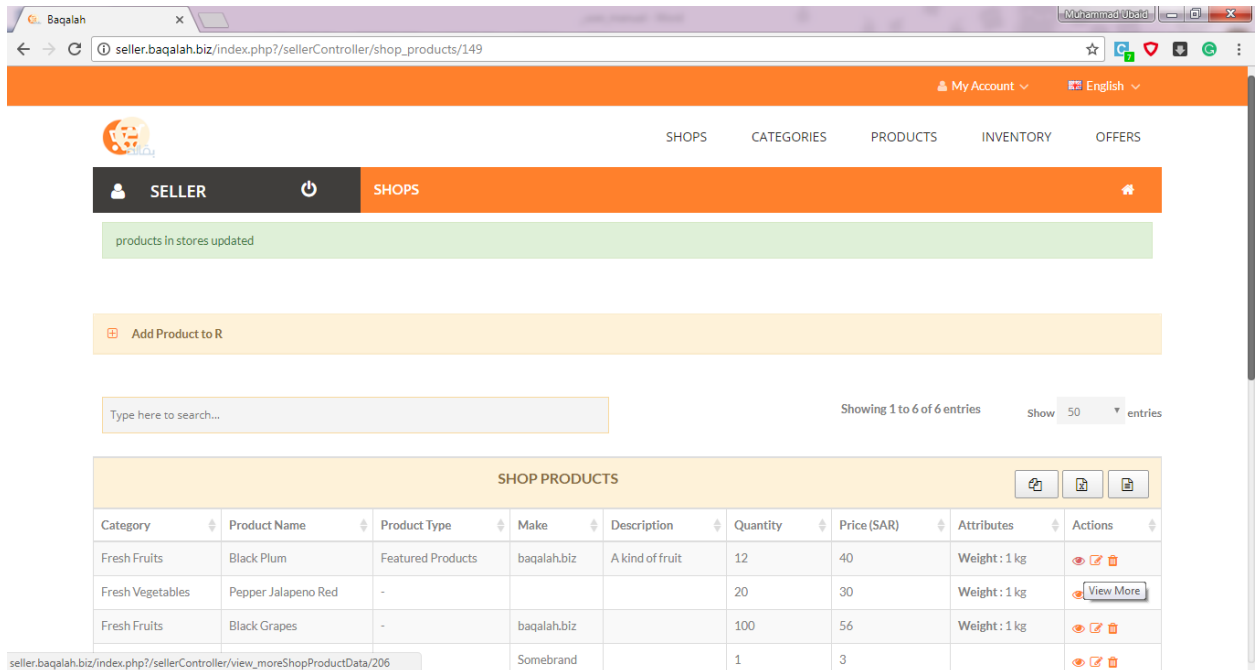 Baqalah
Muhammad Ubaid
seller.baqalah.biz/index.php?/sellerController/shop_products/149
My Account
English
بقالة
SHOPS CATEGORIES PRODUCTS INVENTORY OFFERS
SELLER SHOPS
products in stores updated
Add Product to R
Type here to search...
Showing 1 to 6 of 6 entries
Show 50 entries
SHOP PRODUCTS
Category Product Name Product Type Make Description Quantity Price (SAR) Attributes Actions
Fresh Fruits Black Plum Featured Products baqalah.biz A kind of fruit 12 40 Weight : 1 kg
View More
Fresh Vegetables Pepper Jalapeno Red - 20 30 Weight : 1 kg
Fresh Fruits Black Grapes - baqalah.biz 100 56 Weight : 1 kg
Somebrand 1 3
seller.baqalah.biz/index.php?/sellerController/view_moreShopProductData/206